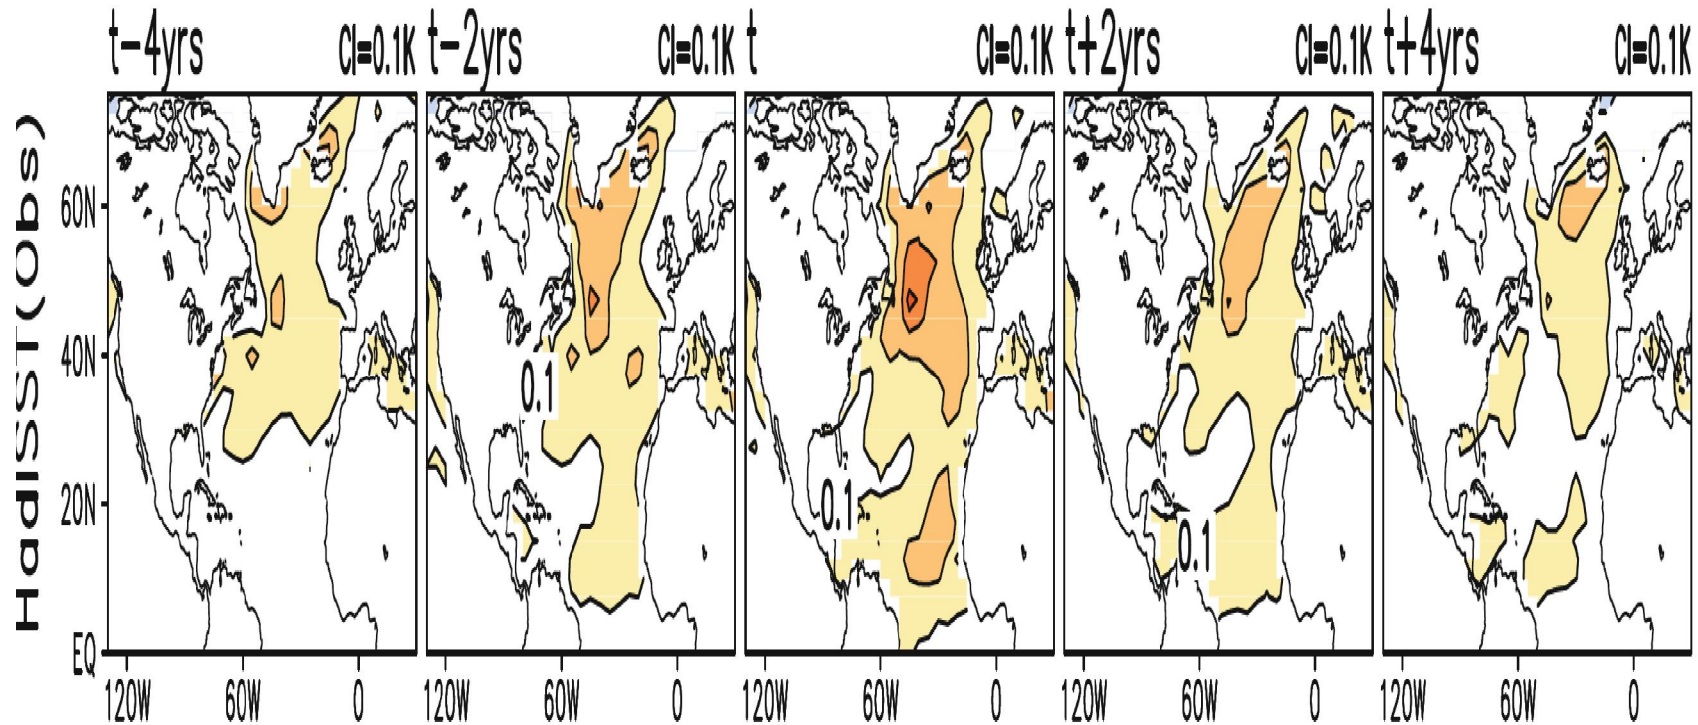 t−4yrs CI=0.1K t−2yrs CI=0.1K t CI=0.1K t+2yrs CI=0.1K t+4yrs CI=0.1K
HadISST(Obs)
60N
40N
20N
EQ
0.1
0.1
0.1
120W 60W 0 120W 60W 0 120W 60W 0 120W 60W 0 120W 60W 0